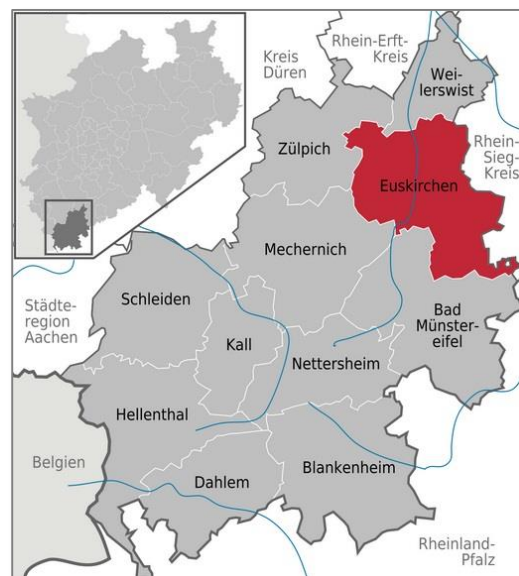 Rhein-Erft-
Kreis
Kreis
Düren
Wei-
lerswist
Rhein-
Sieg-
Kreis
Zülpich
Euskirchen
Mechernich
Städte-
region
Aachen
Schleiden
Bad
Münster-
eifel
Kall
Nettersheim
Hellenthal
Belgien
Dahlem
Blankenheim
Rheinland-
Pfalz